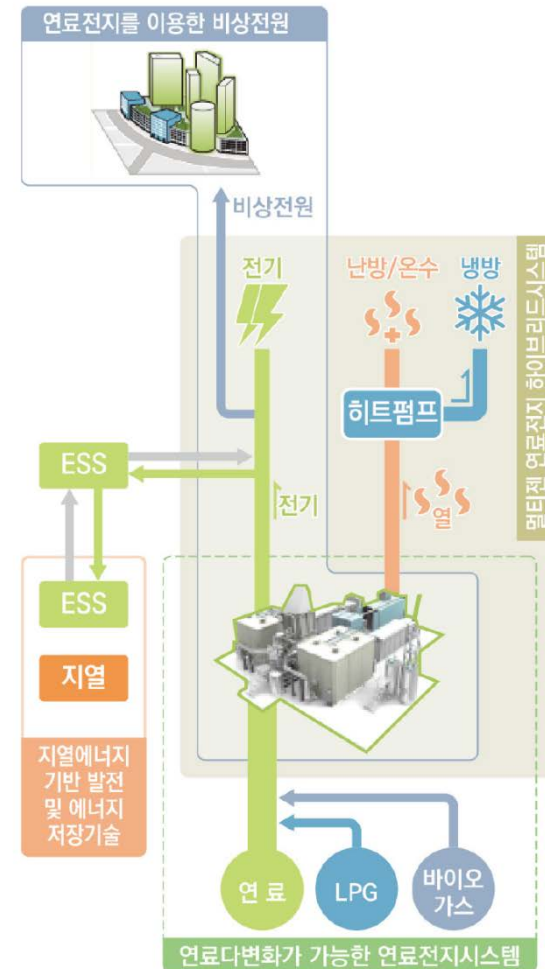 연료전지를 이용한 비상전원
비상전원
전기
난방/온수
냉방
멀티젠 연료전지 하이브리드시스템
히트펌프
ESS
전기
열
ESS
지열
지열에너지
기반 발전
및 에너지
저장기술
연 료
LPG
바이오
가스
연료다변화가 가능한 연료전지시스템